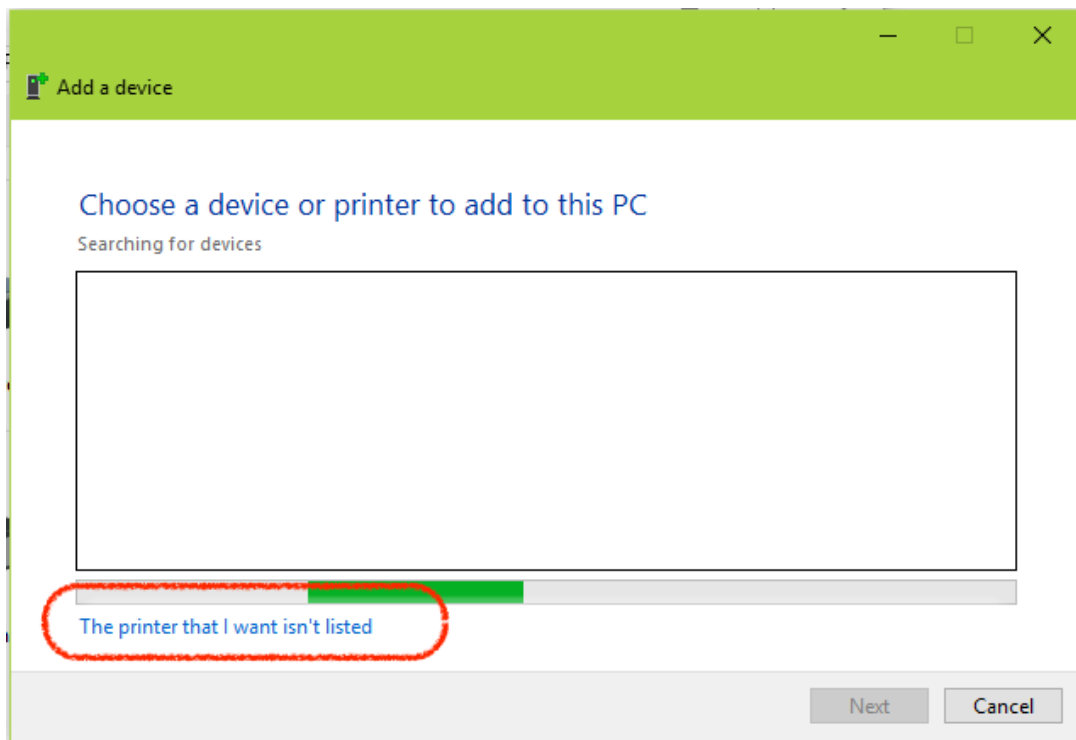 Add a device
Choose a device or printer to add to this PC
Searching for devices
The printer that I want isn't listed
Next Cancel